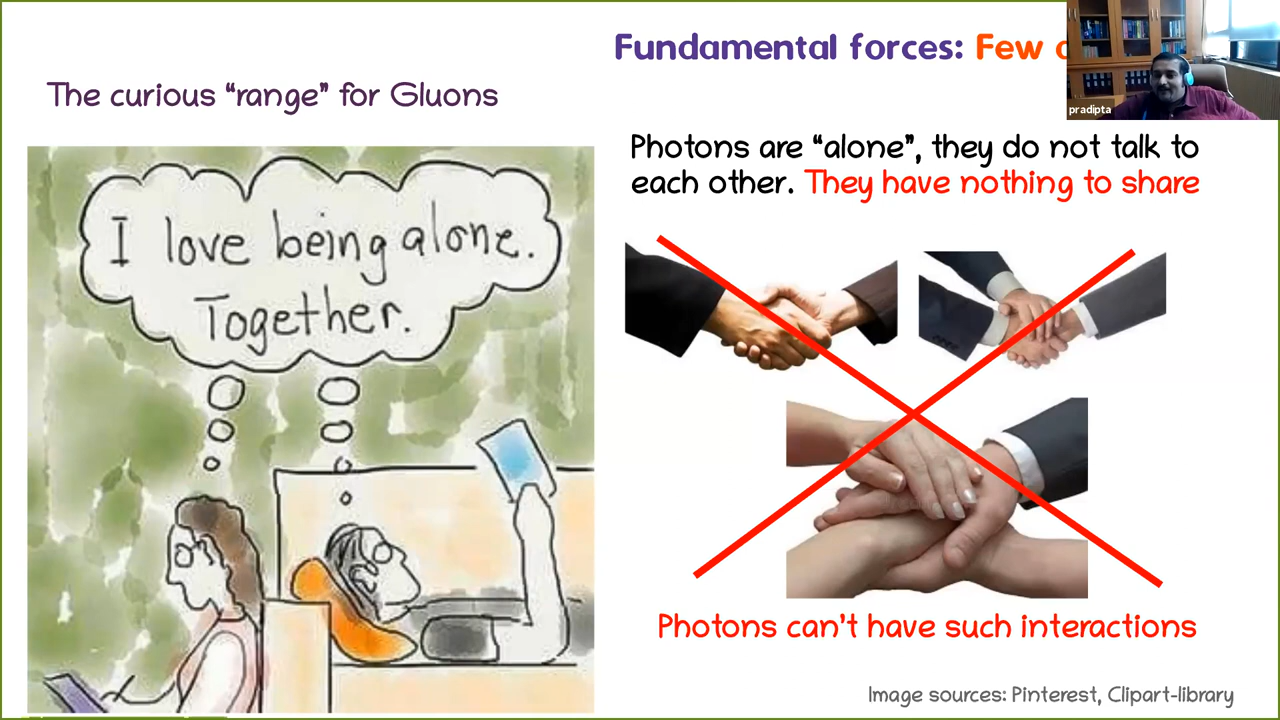 Fundamental forces: Few
The curious “range” for Gluons
pradipta
Photons are “alone”, they do not talk to
each other. They have nothing to share
I love being alone.
Together.
Photons can’t have such interactions
Image sources: Pinterest, Clipart-library